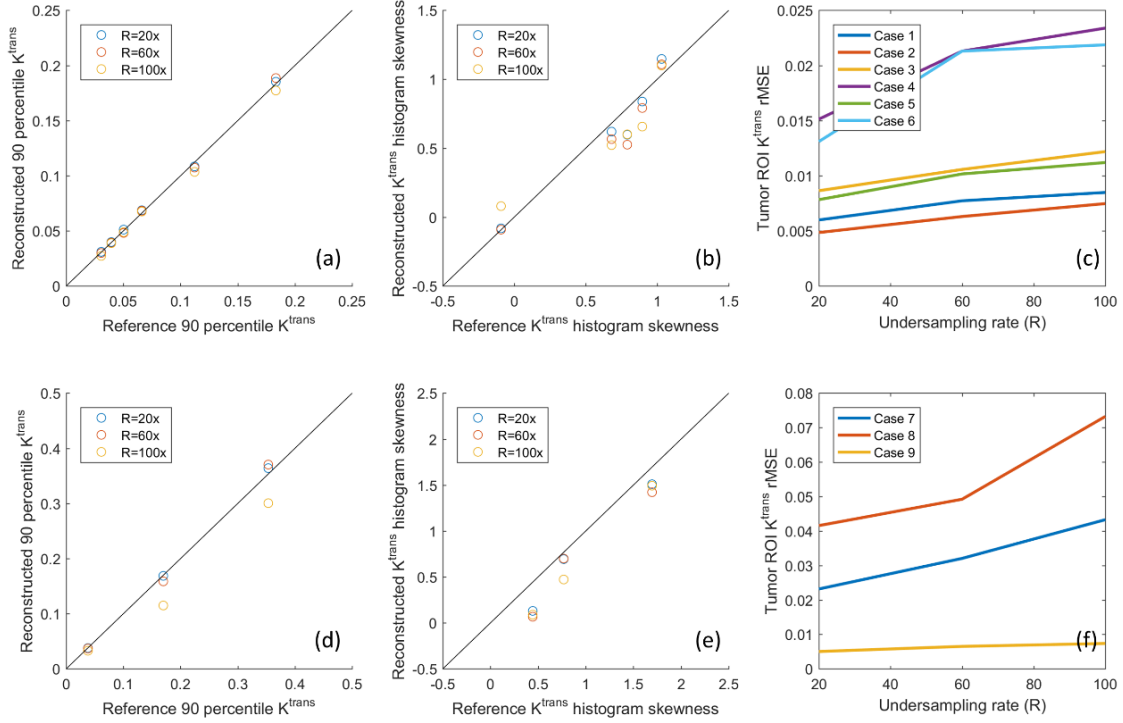 Reconstructed 90 percentile K^trans
0.25
0.2
0.15
0.1
0.05
0
R=20x
R=60x
R=100x
(a)
0 0.05 0.1 0.15 0.2 0.25
Reference 90 percentile K^trans
Reconstructed K^trans histogram skewness
1.5
1
0.5
0
-0.5
R=20x
R=60x
R=100x
(b)
-0.5 0 0.5 1 1.5
Reference K^trans histogram skewness
Tumor ROI K^trans rMSE
0.025
0.02
0.015
0.01
0.005
0
Case 1
Case 2
Case 3
Case 4
Case 5
Case 6
(c)
20 40 60 80 100
Undersampling rate (R)
Reconstructed 90 percentile K^trans
0.5
0.4
0.3
0.2
0.1
0
R=20x
R=60x
R=100x
(d)
0 0.1 0.2 0.3 0.4 0.5
Reference 90 percentile K^trans
Reconstructed K^trans histogram skewness
2.5
2
1.5
1
0.5
0
-0.5
R=20x
R=60x
R=100x
(e)
-0.5 0 0.5 1 1.5 2 2.5
Reference K^trans histogram skewness
Tumor ROI K^trans rMSE
0.08
0.07
0.06
0.05
0.04
0.03
0.02
0.01
0
Case 7
Case 8
Case 9
(f)
20 40 60 80 100
Undersampling rate (R)